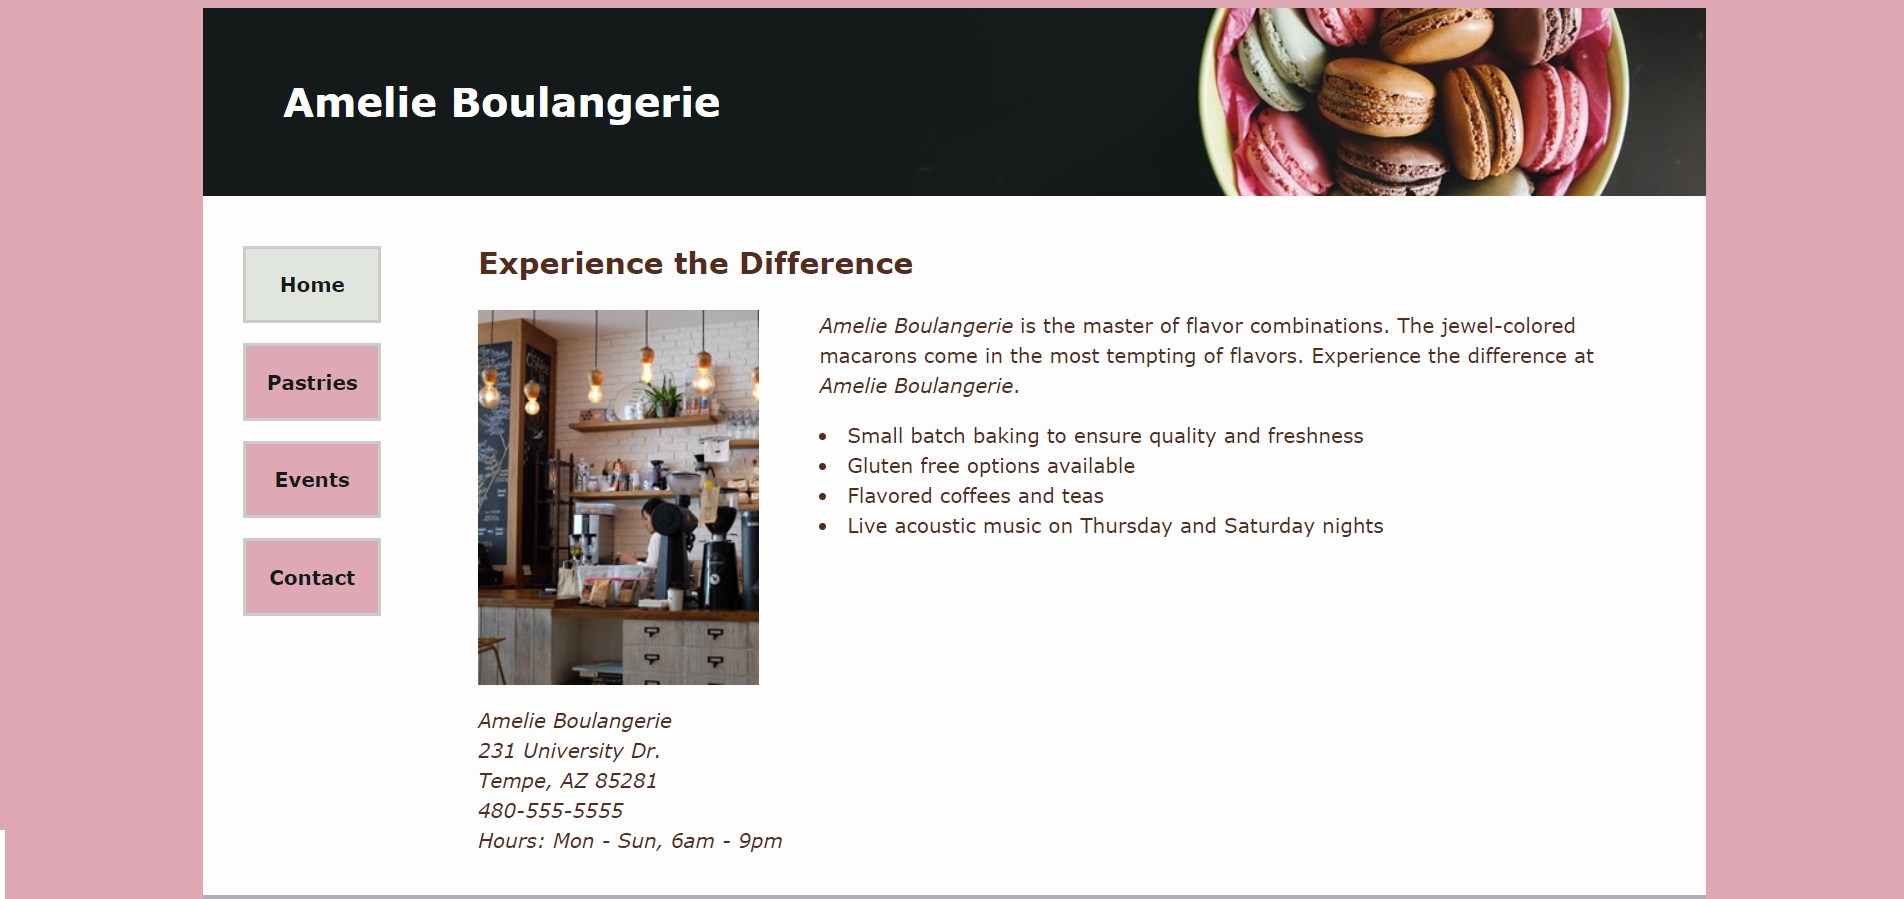 Amelie Boulangerie
Home
Pastries
Events
Contact
Experience the Difference
Amelie Boulangerie is the master of flavor combinations. The jewel-colored
macarons come in the most tempting of flavors. Experience the difference at
Amelie Boulangerie.
Small batch baking to ensure quality and freshness
Gluten free options available
Flavored coffees and teas
Live acoustic music on Thursday and Saturday nights
Amelie Boulangerie
231 University Dr.
Tempe, AZ 85281
480-555-5555
Hours: Mon - Sun, 6am - 9pm